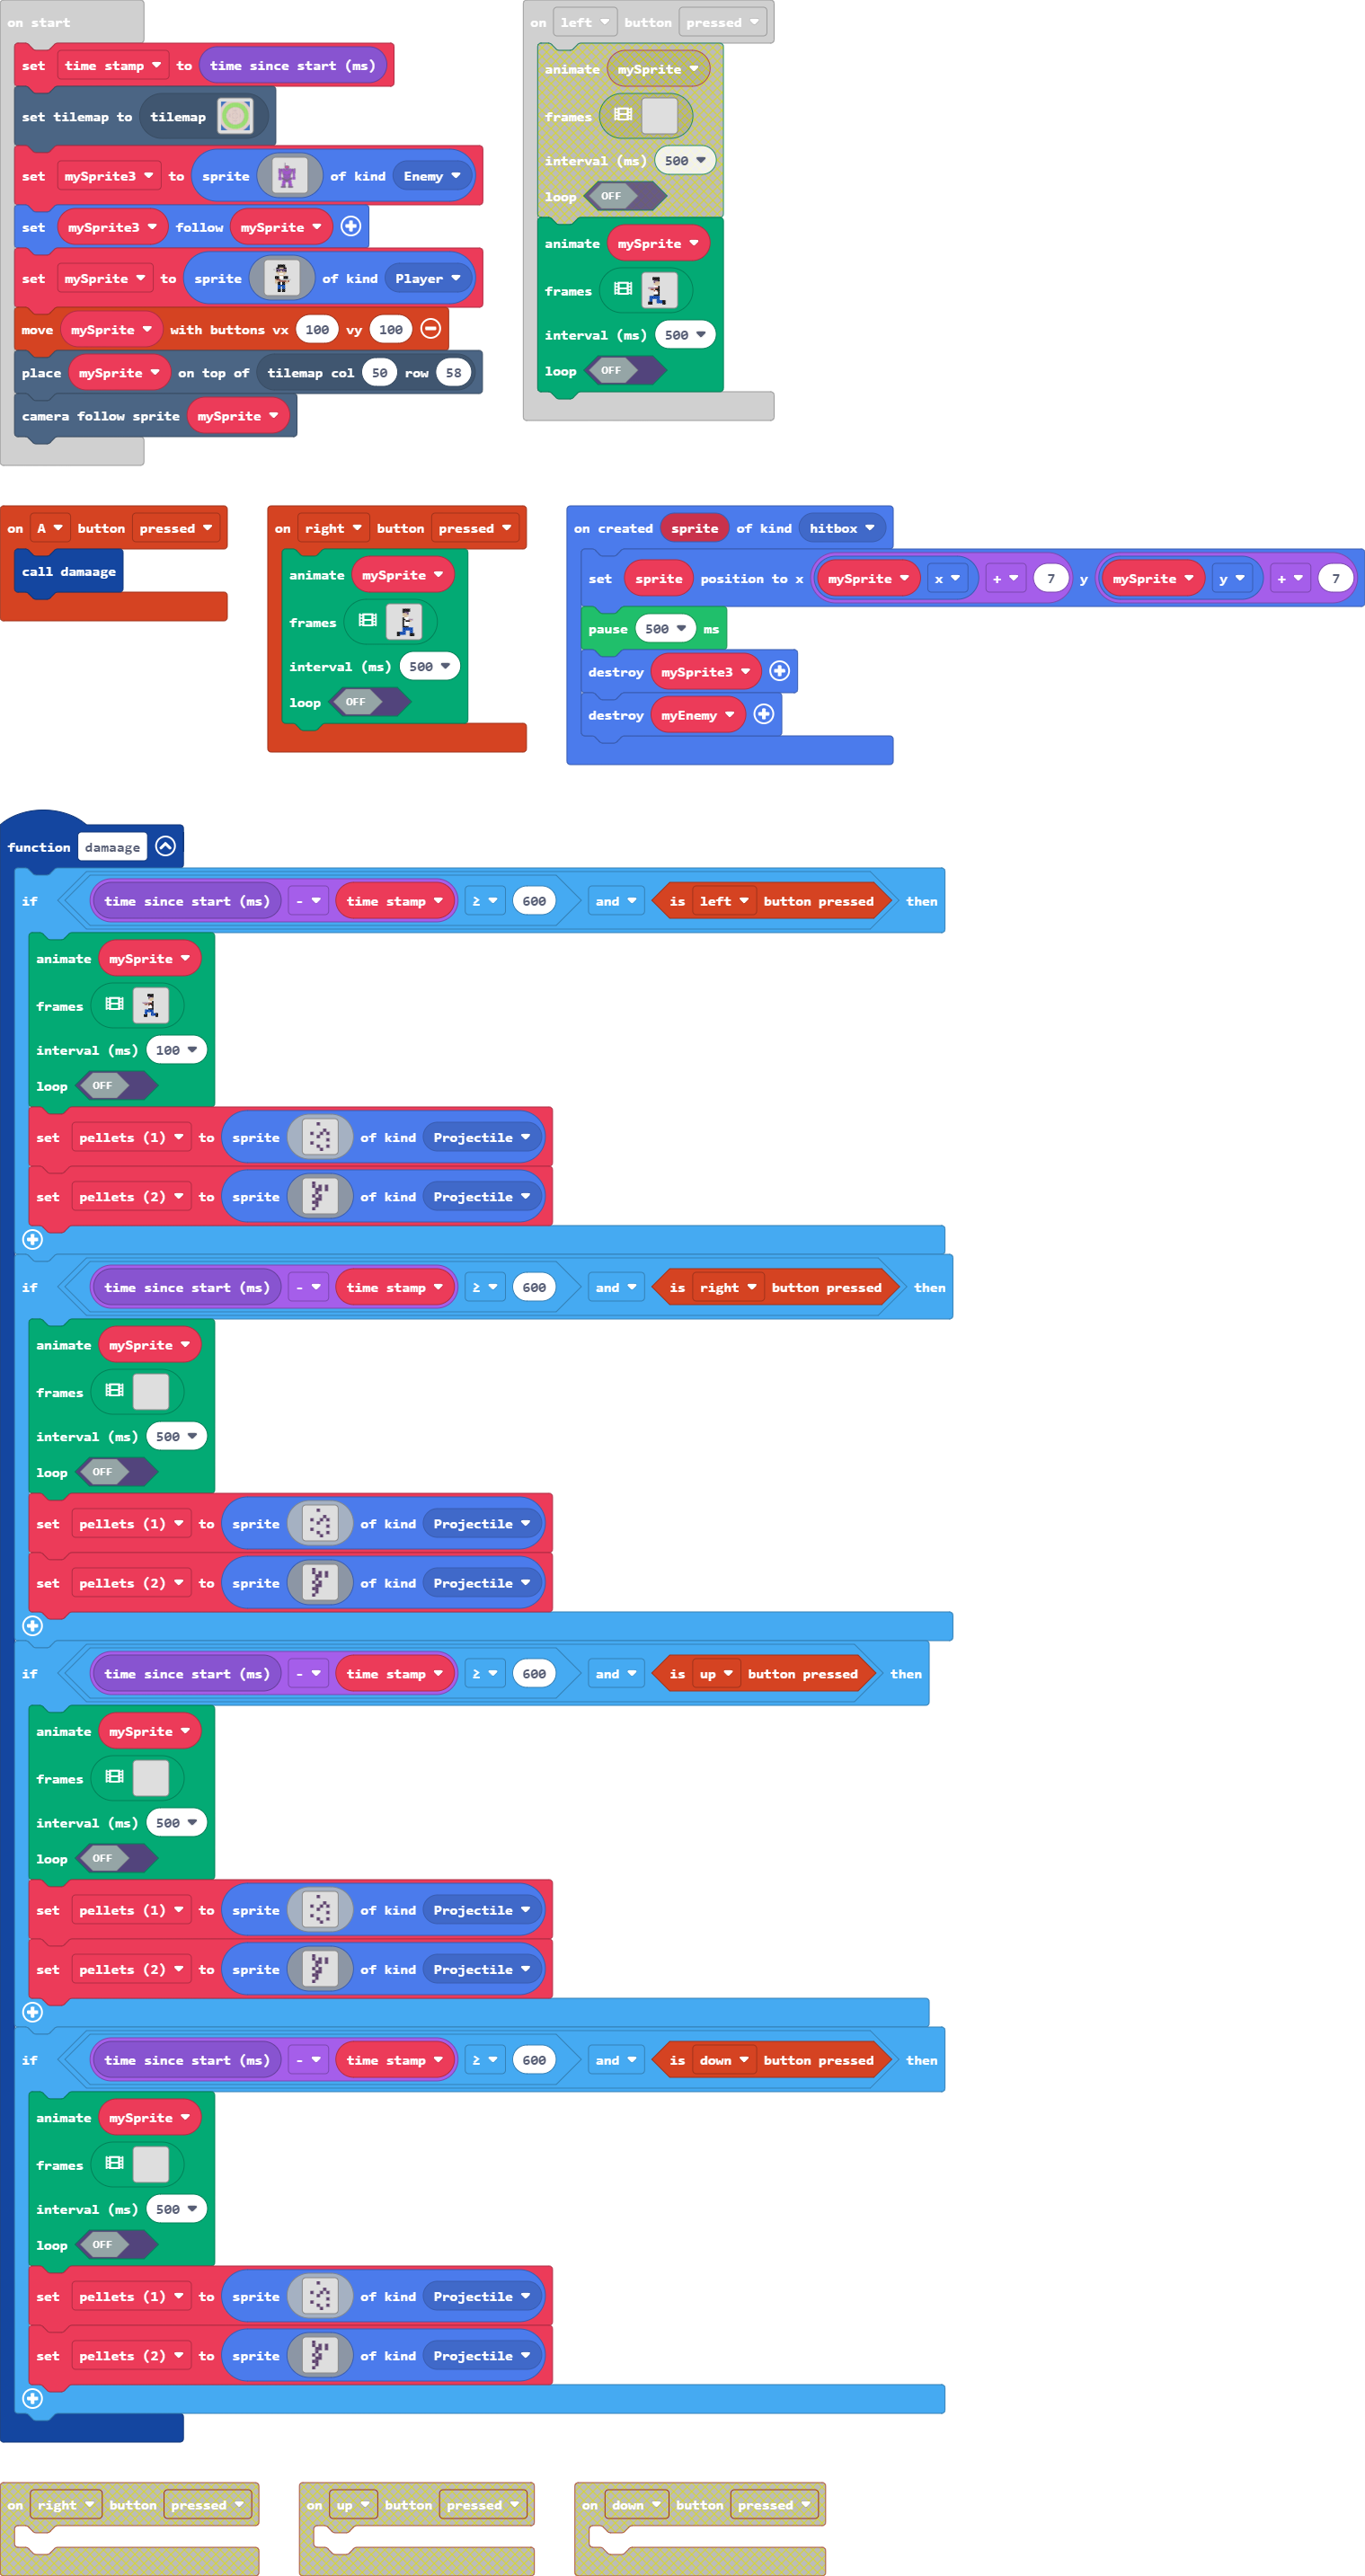 on start
set time stamp to time since start (ms)
set tilemap to tilemap
set mySprite3 to sprite of kind Enemy
set mySprite3 follow mySprite
set mySprite to sprite of kind Player
move mySprite with buttons vx 100 vy 100
place mySprite on top of tilemap col 50 row 58
camera follow sprite mySprite
on left button pressed
animate mySprite
frames
interval (ms) 500
loop OFF
animate mySprite
frames
interval (ms) 500
loop OFF
on A button pressed
call damaage
on right button pressed
animate mySprite
frames
interval (ms) 500
loop OFF
on created sprite of kind hitbox
set sprite position to x mySprite x + 7 y mySprite y + 7
pause 500 ms
destroy mySprite3
destroy myEnemy
function damaage
if time since start (ms) - time stamp ≥ 600 and is left button pressed then
animate mySprite
frames
interval (ms) 100
loop OFF
set pellets (1) to sprite of kind Projectile
set pellets (2) to sprite of kind Projectile
if time since start (ms) - time stamp ≥ 600 and is right button pressed then
animate mySprite
frames
interval (ms) 500
loop OFF
set pellets (1) to sprite of kind Projectile
set pellets (2) to sprite of kind Projectile
if time since start (ms) - time stamp ≥ 600 and is up button pressed then
animate mySprite
frames
interval (ms) 500
loop OFF
set pellets (1) to sprite of kind Projectile
set pellets (2) to sprite of kind Projectile
if time since start (ms) - time stamp ≥ 600 and is down button pressed then
animate mySprite
frames
interval (ms) 500
loop OFF
set pellets (1) to sprite of kind Projectile
set pellets (2) to sprite of kind Projectile
on right button pressed
on up button pressed
on down button pressed